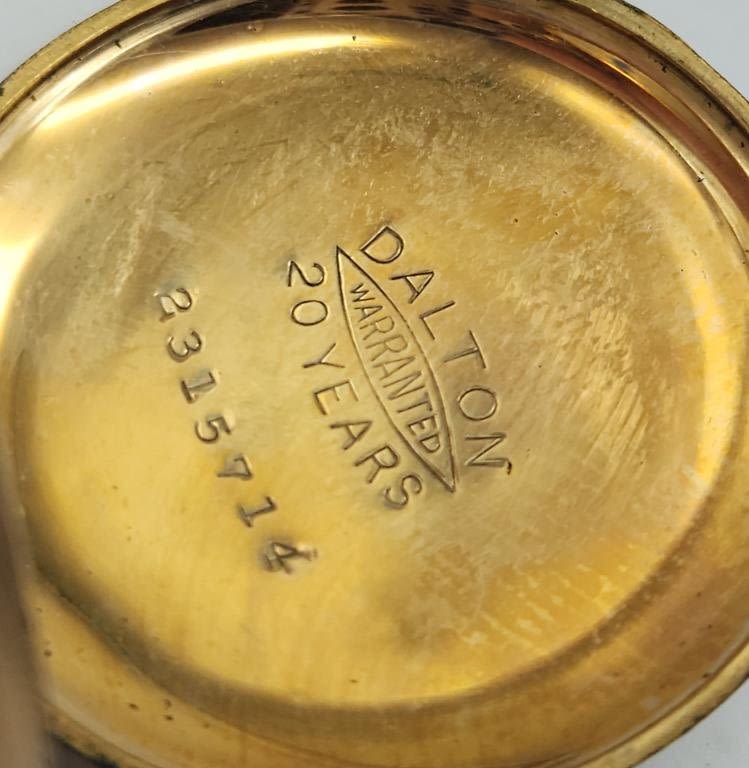 DALTON
WARRANTED
20 YEARS
2315714